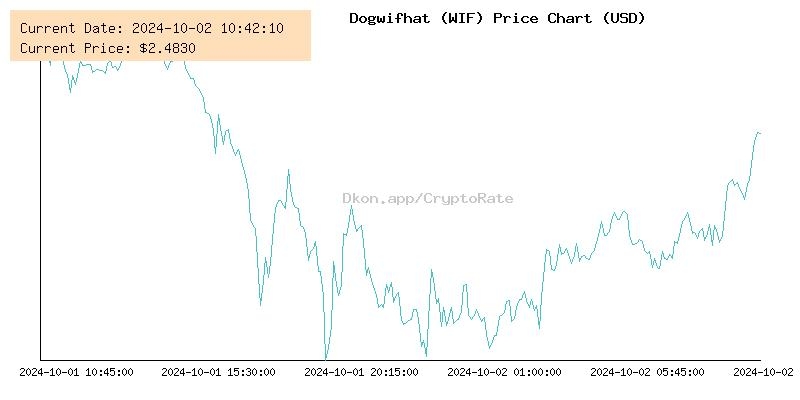 Dogwifhat (WIF) Price Chart (USD)
Current Date: 2024-10-02 10:42:10
Current Price: $2.4830
Dkon.app/CryptoRate
2024-10-01 10:45:00 2024-10-01 15:30:00 2024-10-01 20:15:00 2024-10-02 01:00:00 2024-10-02 05:45:00 2024-10-02